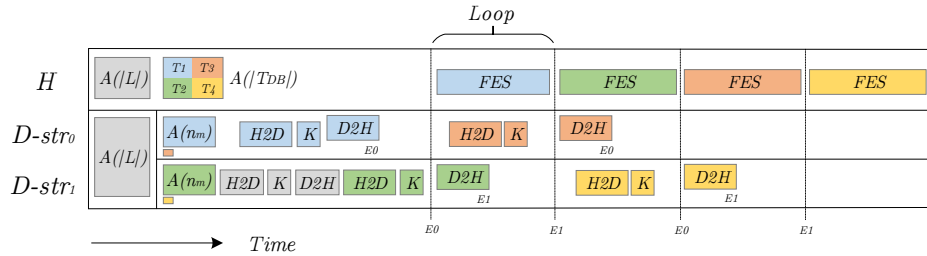 Loop
H A(|L|) T1 T3 A(|TDB|) FES FES FES FES
T2 T4
D-str0 A(nm) H2D K D2H H2D K D2H
E0 E0
A(|L|)
D-str1 A(nm) H2D K D2H H2D K D2H H2D K D2H
E1 E1
E0 E1 E0 E1
Time